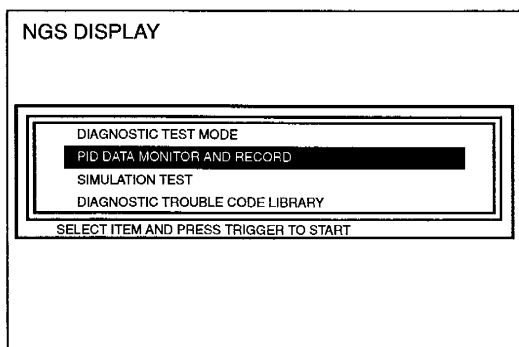 NGS DISPLAY
DIAGNOSTIC TEST MODE
PID DATA MONITOR AND RECORD
SIMULATION TEST
DIAGNOSTIC TROUBLE CODE LIBRARY
SELECT ITEM AND PRESS TRIGGER TO START